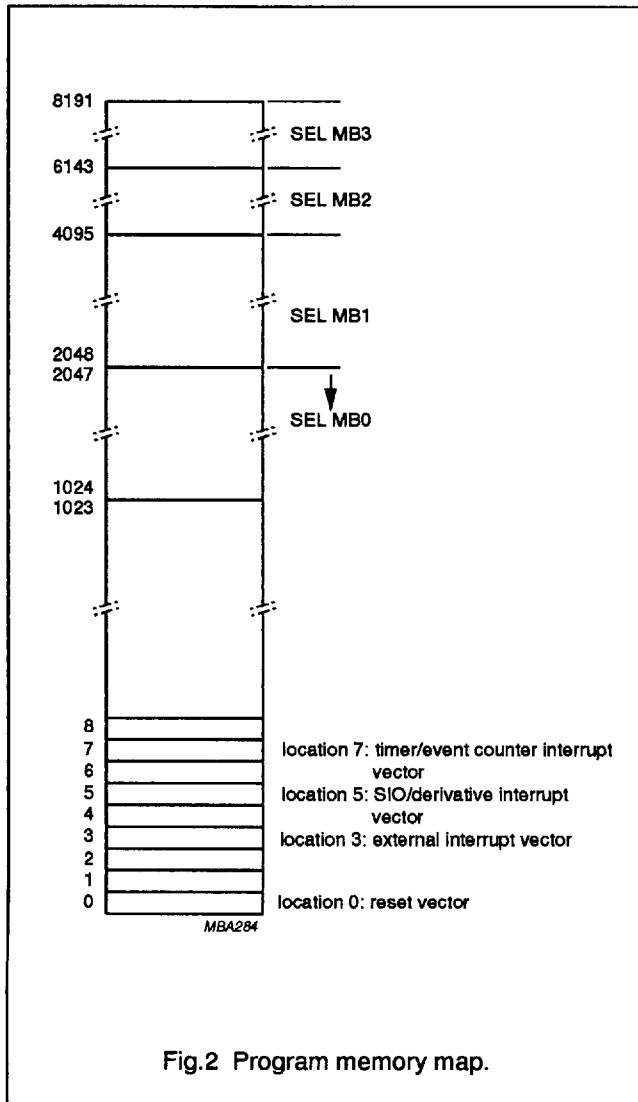 8191
SEL MB3
6143
SEL MB2
4095
SEL MB1
2048
2047
SEL MB0
1024
1023
8
7 location 7: timer/event counter interrupt
vector
6
5 location 5: SIO/derivative interrupt
vector
4
3 location 3: external interrupt vector
2
1
0 location 0: reset vector
MBA284
Fig.2 Program memory map.